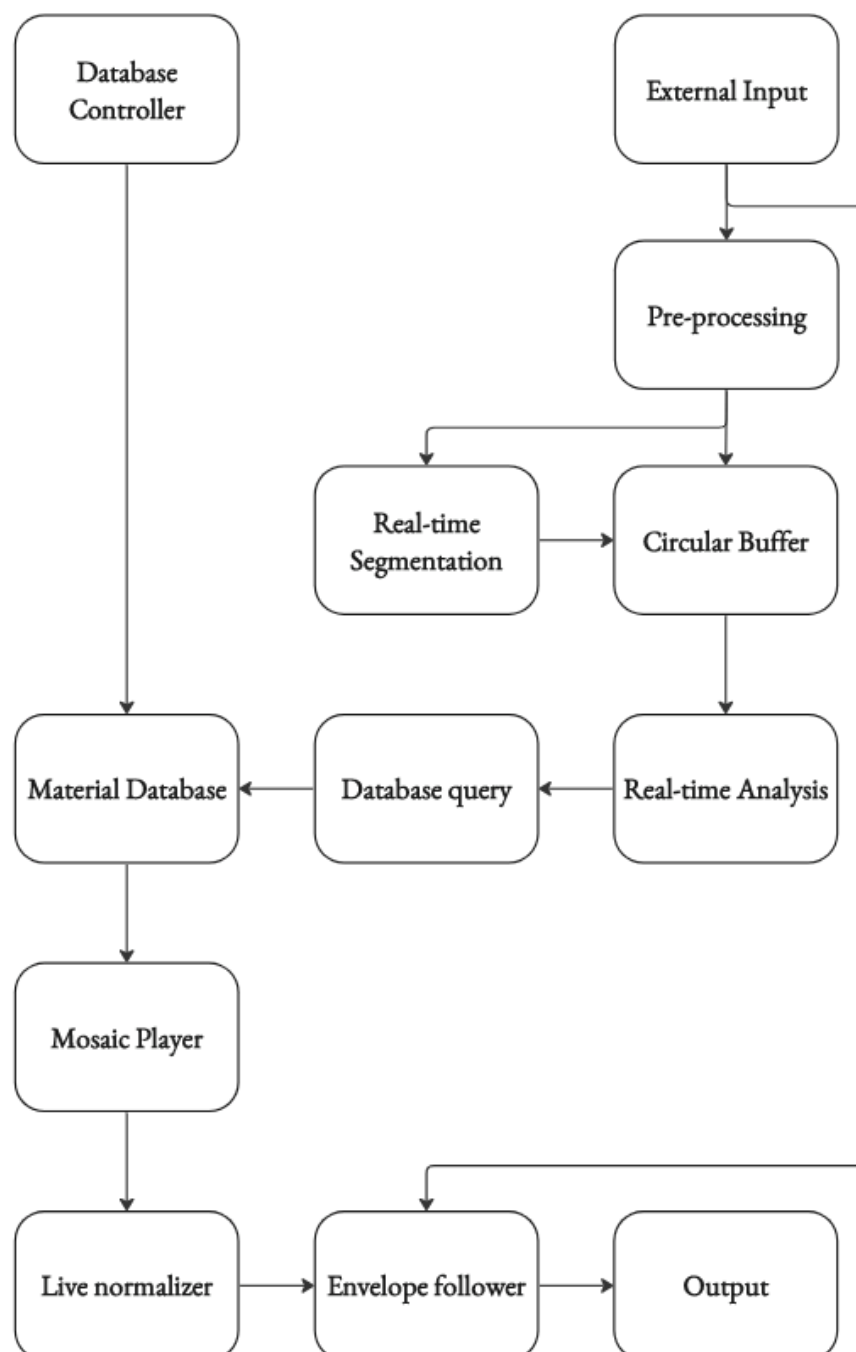 Database
Controller
External Input
Pre-processing
Real-time
Segmentation
Circular Buffer
Material Database
Database query
Real-time Analysis
Mosaic Player
Live normalizer
Envelope follower
Output